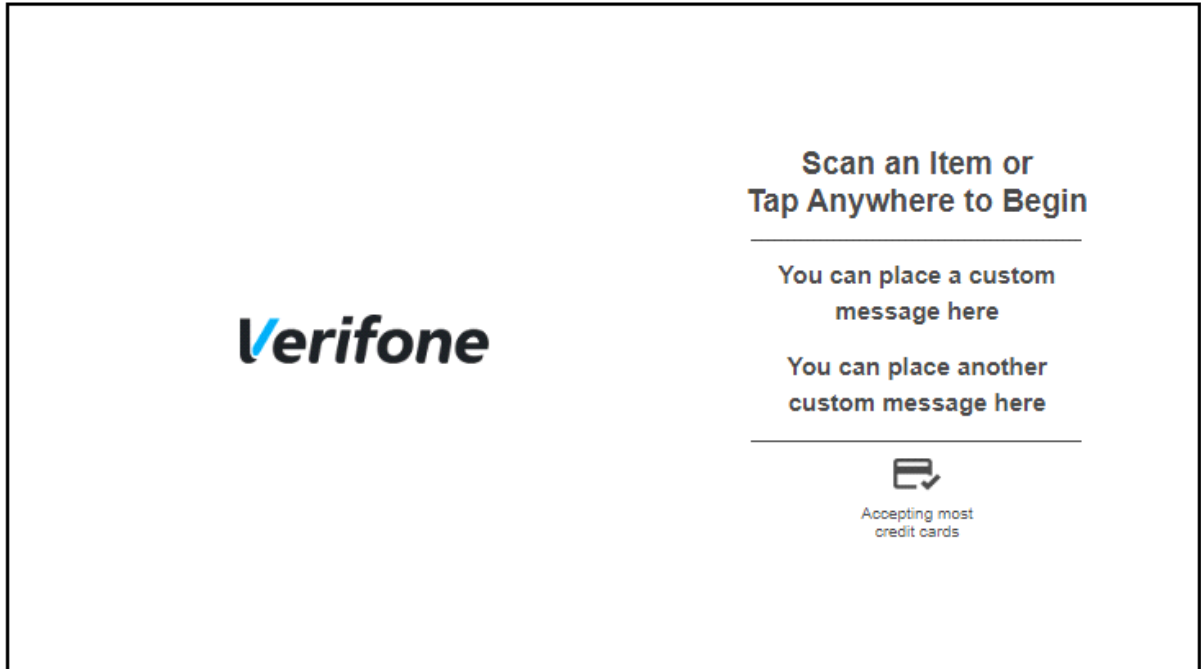 Verifone
Scan an Item or
Tap Anywhere to Begin
You can place a custom
message here
You can place another
custom message here
Accepting most
credit cards